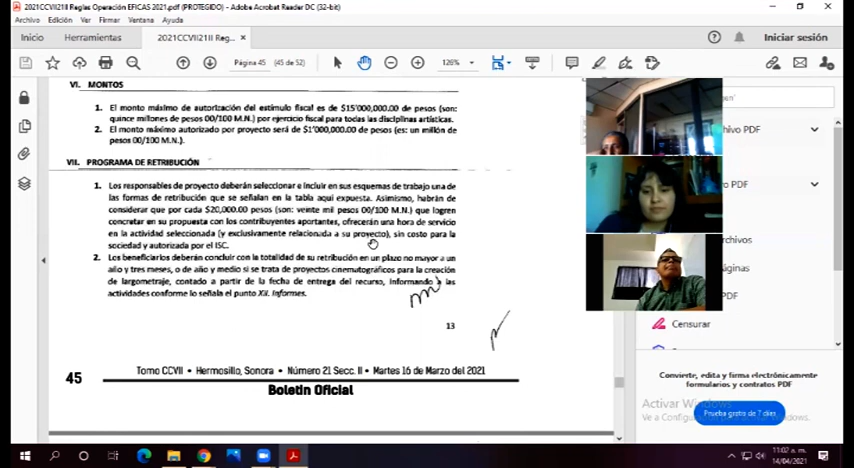 2021CCVII21II Reglas Operación EFICAS 2021.pdf (PROTEGIDO) - Adobe Acrobat Reader DC (32-bit)
Archivo Edición Ver Firmar Ventana Ayuda
Inicio Herramientas 2021CCVII21II Reg... × Iniciar sesión
Página 45 (45 de 52) 126%
VI. MONTOS
1. El monto máximo de autorización del estímulo fiscal es de $15'000,000.00 de pesos (son:
quince millones de pesos 00/100 M.N.) por ejercicio fiscal para todas las disciplinas artísticas.
2. El monto máximo autorizado por proyecto será de $1'000,000.00 de pesos (es: un millón de
pesos 00/100 M.N.).
VII. PROGRAMA DE RETRIBUCIÓN
1. Los responsables de proyecto deberán seleccionar e incluir en sus esquemas de trabajo una de
las formas de retribución que se señalan en la tabla aquí expuesta. Asimismo, habrán de
considerar que por cada $20,000.00 pesos (son: veinte mil pesos 00/100 M.N.) que logren
concretar en su propuesta con los contribuyentes aportantes, ofrecerán una hora de servicio
en la actividad seleccionada (y exclusivamente relacionada a su proyecto), sin costo para la
sociedad y autorizada por el ISC.
2. Los beneficiarios deberán concluir con la totalidad de su retribución en un plazo no mayor a un
año y tres meses, o de año y medio si se trata de proyectos cinematográficos para la creación
de largometraje, contado a partir de la fecha de entrega del recurso, informando a las
actividades conforme lo señala el punto XII. Informes.
13
45 Tomo CCVII • Hermosillo, Sonora • Número 21 Secc. II • Martes 16 de Marzo del 2021
Boletín Oficial
chivo PDF
o PDF
rchivos
áginas
PDF
Censurar
Convierte, edita y firma electrónicamente
formularios y contratos PDF
Activar Windows
Prueba gratis de 7 días
11:02 a. m.
14/04/2021